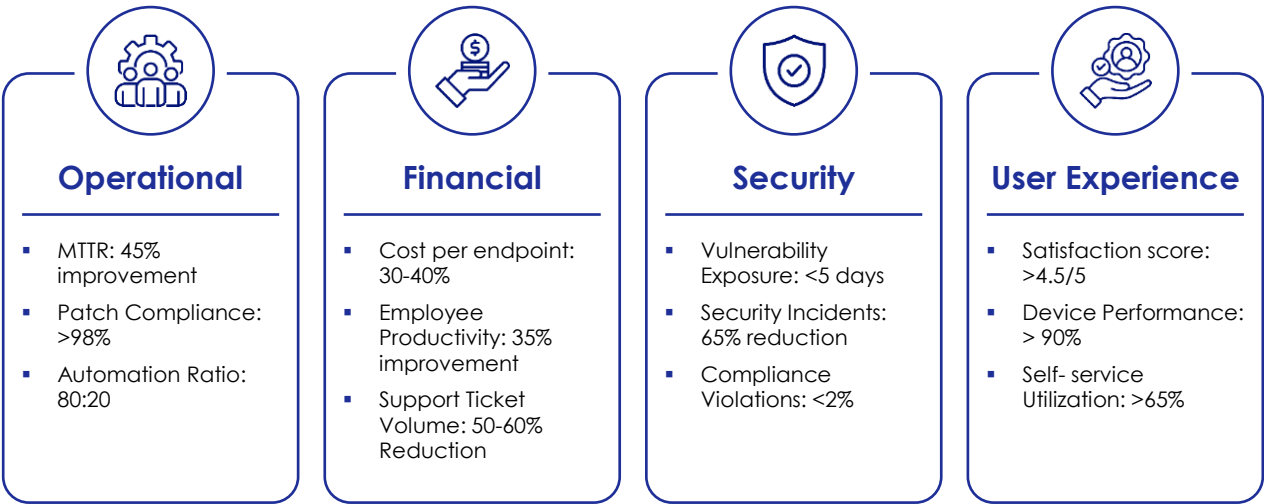 Operational
▪ MTTR: 45%
improvement
▪ Patch Compliance:
>98%
▪ Automation Ratio:
80:20
Financial
▪ Cost per endpoint:
30-40%
▪ Employee
Productivity: 35%
improvement
▪ Support Ticket
Volume: 50-60%
Reduction
Security
▪ Vulnerability
Exposure: <5 days
▪ Security Incidents:
65% reduction
▪ Compliance
Violations: <2%
User Experience
▪ Satisfaction score:
>4.5/5
▪ Device Performance:
> 90%
▪ Self- service
Utilization: >65%